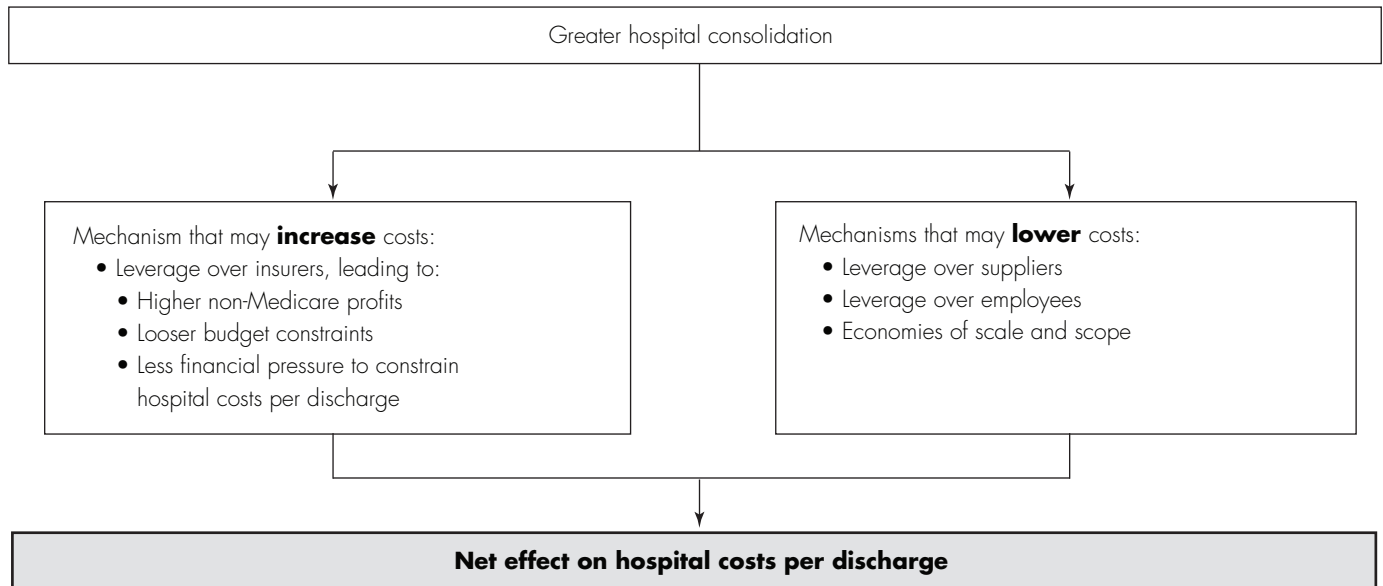 Greater hospital consolidation
Mechanism that may increase costs:
• Leverage over insurers, leading to:
• Higher non-Medicare profits
• Looser budget constraints
• Less financial pressure to constrain
hospital costs per discharge
Mechanisms that may lower costs:
• Leverage over suppliers
• Leverage over employees
• Economies of scale and scope
Net effect on hospital costs per discharge